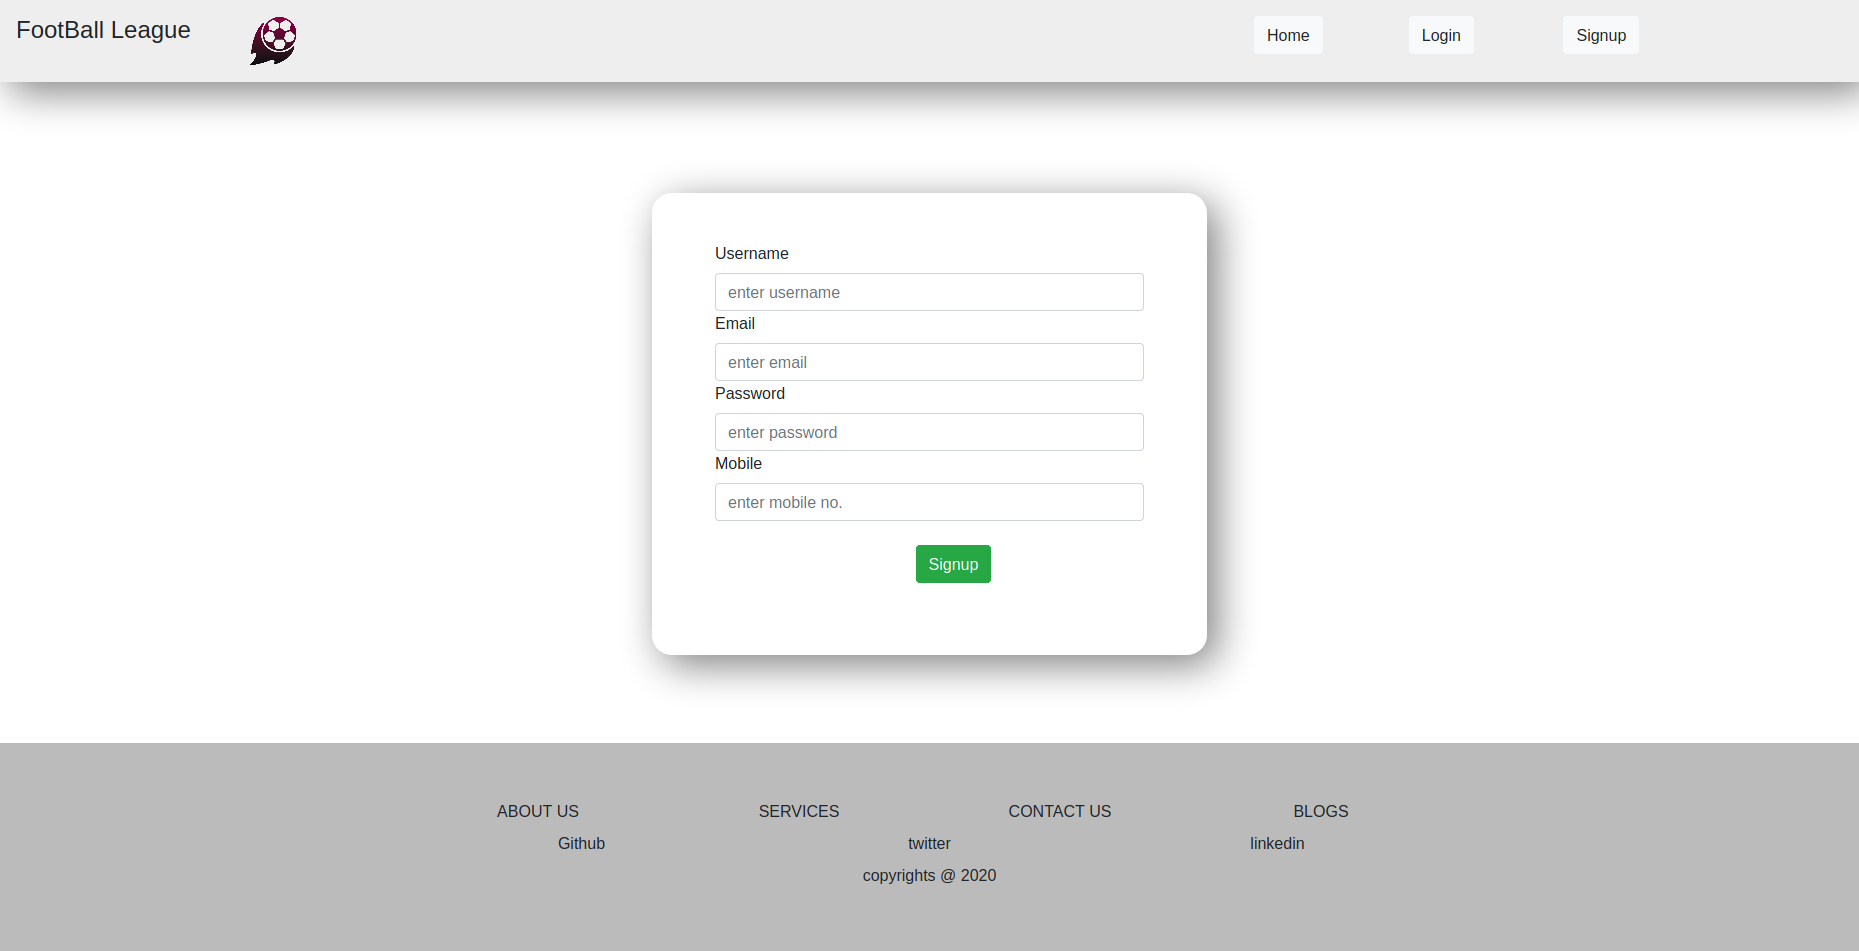 FootBall League Home Login Signup
Username
enter username
Email
enter email
Password
enter password
Mobile
enter mobile no.
Signup
ABOUT US SERVICES CONTACT US BLOGS
Github twitter linkedin
copyrights @ 2020